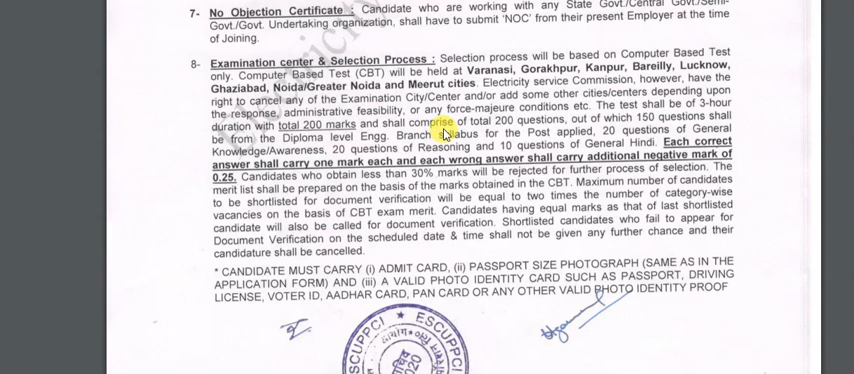 7- No Objection Certificate : Candidate who are working with any State Govt./Central Govt./Semi-
Govt./Govt. Undertaking organization, shall have to submit 'NOC' from their present Employer at the time
of Joining.
8- Examination center & Selection Process : Selection process will be based on Computer Based Test
only. Computer Based Test (CBT) will be held at Varanasi, Gorakhpur, Kanpur, Bareilly, Lucknow,
Ghaziabad, Noida/Greater Noida and Meerut cities. Electricity service Commission, however, have the
right to cancel any of the Examination City/Center and/or add some other cities/centers depending upon
the response, administrative feasibility, or any force-majeure conditions etc. The test shall be of 3-hour
duration with total 200 marks and shall comprise of total 200 questions, out of which 150 questions shall
be from the Diploma level Engg. Branch syllabus for the Post applied, 20 questions of General
Knowledge/Awareness, 20 questions of Reasoning and 10 questions of General Hindi. Each correct
answer shall carry one mark each and each wrong answer shall carry additional negative mark of
0.25. Candidates who obtain less than 30% marks will be rejected for further process of selection. The
merit list shall be prepared on the basis of the marks obtained in the CBT. Maximum number of candidates
to be shortlisted for document verification will be equal to two times the number of category-wise
vacancies on the basis of CBT exam merit. Candidates having equal marks as that of last shortlisted
candidate will also be called for document verification. Shortlisted candidates who fail to appear for
Document Verification on the scheduled date & time shall not be given any further chance and their
candidature shall be cancelled.
* CANDIDATE MUST CARRY (i) ADMIT CARD, (ii) PASSPORT SIZE PHOTOGRAPH (SAME AS IN THE
APPLICATION FORM) AND (iii) A VALID PHOTO IDENTITY CARD SUCH AS PASSPORT, DRIVING
LICENSE, VOTER ID, AADHAR CARD, PAN CARD OR ANY OTHER VALID PHOTO IDENTITY PROOF
ESCUPPCI ★ ESCUPPCI